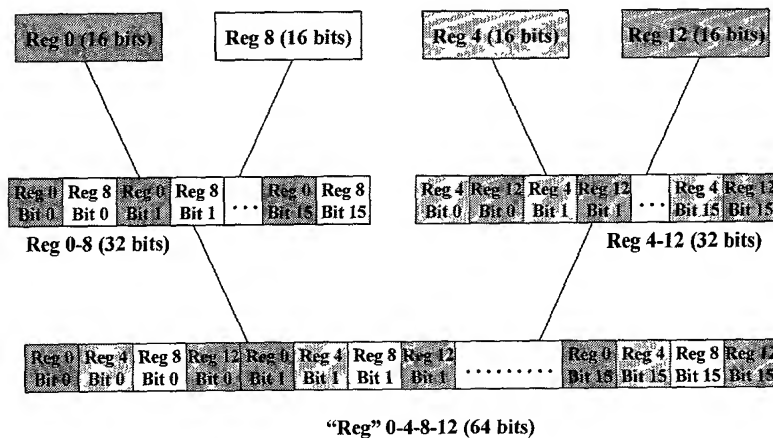 Reg 0 (16 bits) Reg 8 (16 bits) Reg 4 (16 bits) Reg 12 (16 bits)
Reg 0 Reg 8 Reg 0 Reg 8 Reg 0 Reg 8
Bit 0 Bit 0 Bit 1 Bit 1 ... Bit 15 Bit 15
Reg 4 Reg 12 Reg 4 Reg 12 Reg 4 Reg 12
Bit 0 Bit 0 Bit 1 Bit 1 ... Bit 15 Bit 15
Reg 0-8 (32 bits) Reg 4-12 (32 bits)
Reg 0 Reg 4 Reg 8 Reg 12 Reg 0 Reg 4 Reg 8 Reg 12 Reg 0 Reg 4 Reg 8 Reg 12
Bit 0 Bit 0 Bit 0 Bit 0 Bit 1 Bit 1 Bit 1 Bit 1 ......... Bit 15 Bit 15 Bit 15 Bit 15
“Reg” 0-4-8-12 (64 bits)